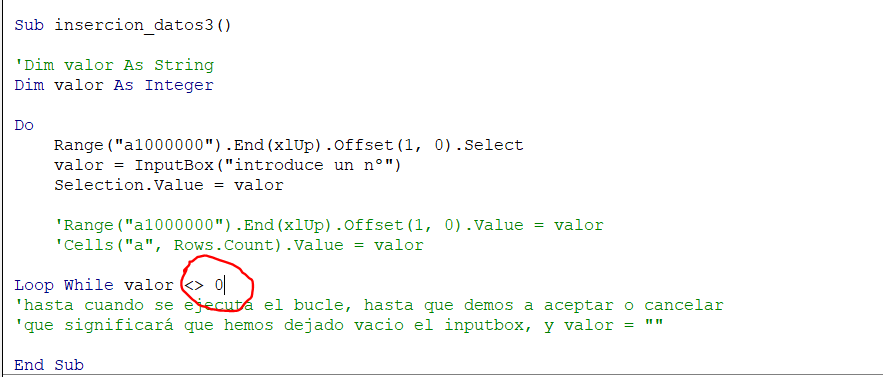 Sub insercion_datos3()
'Dim valor As String
Dim valor As Integer
Do
Range("a1000000").End(xlUp).Offset(1, 0).Select
valor = InputBox("introduce un nº")
Selection.Value = valor
'Range("a1000000").End(xlUp).Offset(1, 0).Value = valor
'Cells("a", Rows.Count).Value = valor
Loop While valor <> 0
'hasta cuando se ejecuta el bucle, hasta que demos a aceptar o cancelar
'que significará que hemos dejado vacio el inputbox, y valor = ""
End Sub